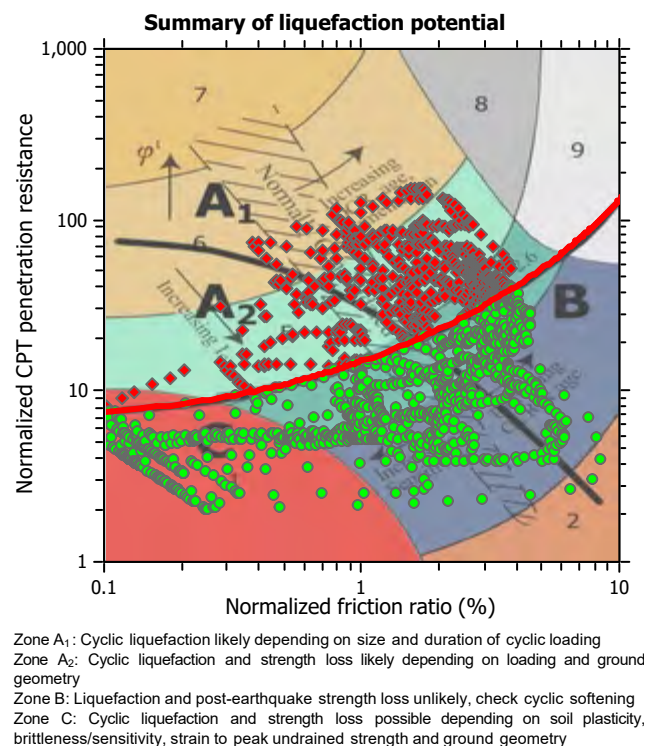 Summary of liquefaction potential
1,000
7
8
9
φ'
Increasing
Normal
A₁
100
6
A₂
B
Increasing
Normalized CPT penetration resistance
10
C
2
1
0.1
1
10
Normalized friction ratio (%)
Zone A₁: Cyclic liquefaction likely depending on size and duration of cyclic loading
Zone A₂: Cyclic liquefaction and strength loss likely depending on loading and ground
geometry
Zone B: Liquefaction and post-earthquake strength loss unlikely, check cyclic softening
Zone C: Cyclic liquefaction and strength loss possible depending on soil plasticity,
brittleness/sensitivity, strain to peak undrained strength and ground geometry